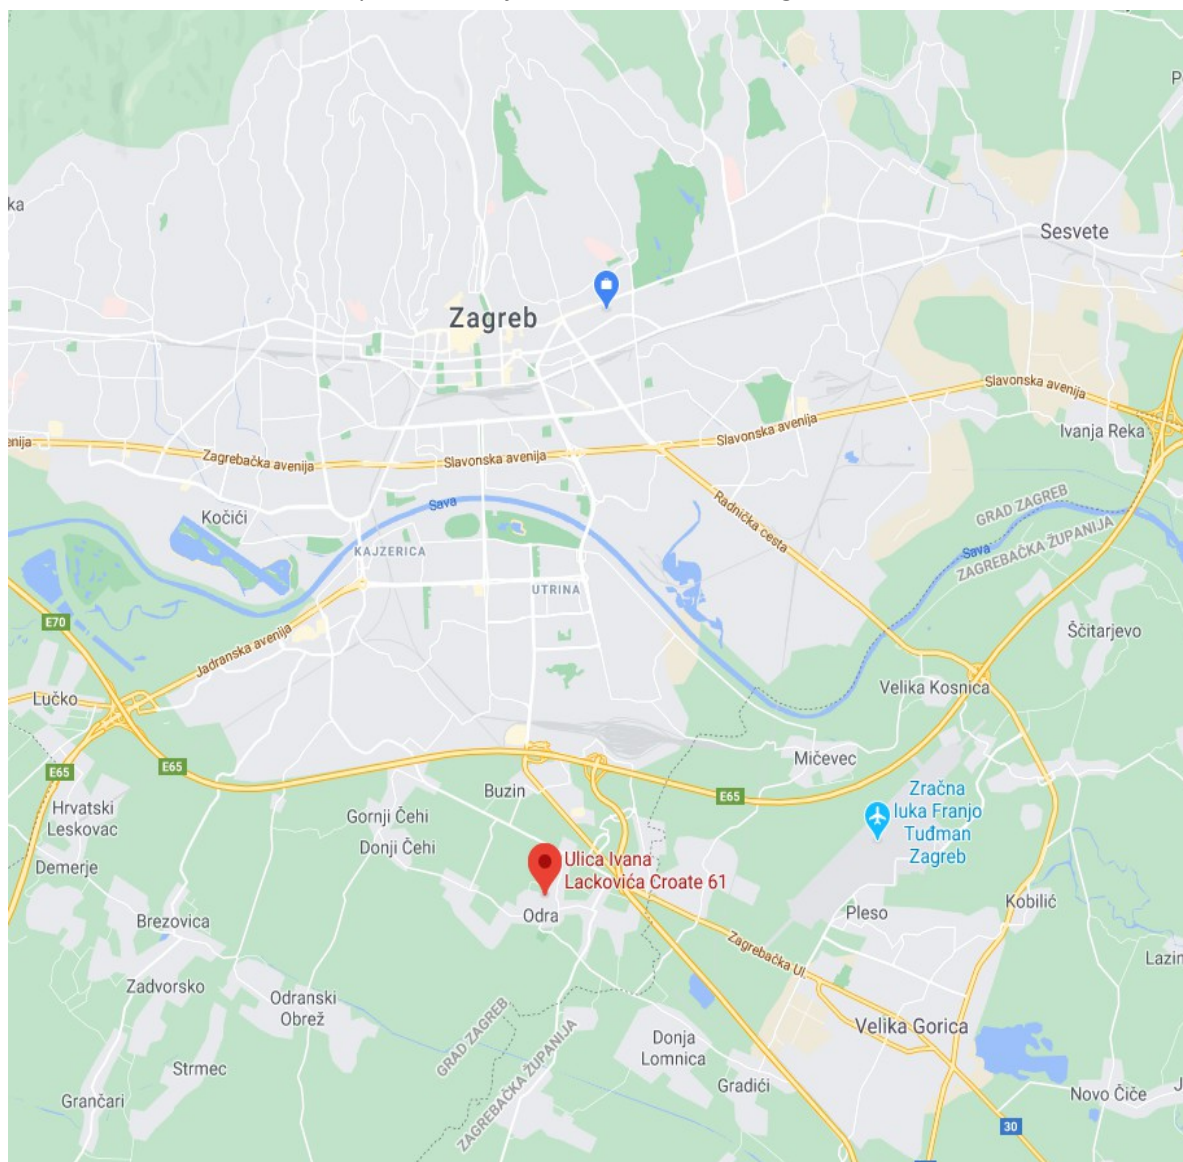 ka
Sesvete
Zagreb
Slavonska avenija
Ivanja Reka
Slavonska avenija
enija
Zagrebačka avenija
Slavonska avenija
Radnička cesta
GRAD ZAGREB
Sava
Kočići
Sava
ZAGREBAČKA ŽUPANIJA
KAJZERICA
UTRINA
E70
Ščitarjevo
Jadranska avenija
Lučko
Velika Kosnica
E65
E65
Mičevec
Buzin
E65
Zračna
luka Franjo
Tuđman
Zagreb
Hrvatski
Leskovac
Gornji Čehi
Donji Čehi
Demerje
Ulica Ivana
Lackovića Croate 61
Odra
Brezovica
Pleso
Kobilić
Zagrebačka Ul.
Lazin
Zadvorsko
Odranski
Obrež
GRAD ZAGREB
ZAGREBAČKA ŽUPANIJA
Velika Gorica
Donja
Lomnica
Strmec
Gradići
Grančari
Novo Čiče
30